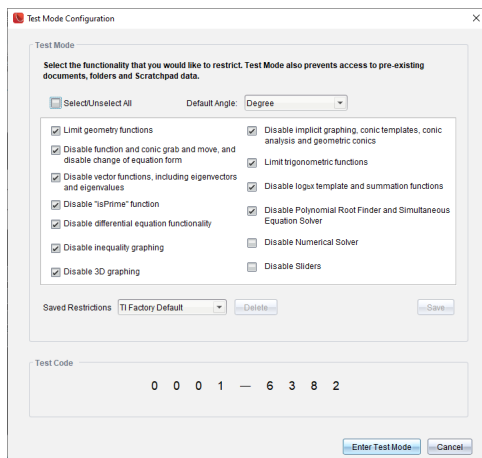 Test Mode Configuration
Test Mode
Select the functionality that you would like to restrict. Test Mode also prevents access to pre-existing
documents, folders and Scratchpad data.
Select/Unselect All
Default Angle: Degree
Limit geometry functions
Disable function and conic grab and move, and
disable change of equation form
Disable vector functions, including eigenvectors
and eigenvalues
Disable "isPrime" function
Disable differential equation functionality
Disable inequality graphing
Disable 3D graphing
Disable implicit graphing, conic templates, conic
analysis and geometric conics
Limit trigonometric functions
Disable logbx template and summation functions
Disable Polynomial Root Finder and Simultaneous
Equation Solver
Disable Numerical Solver
Disable Sliders
Saved Restrictions TI Factory Default Delete Save
Test Code
0 0 0 1 — 6 3 8 2
Enter Test Mode Cancel